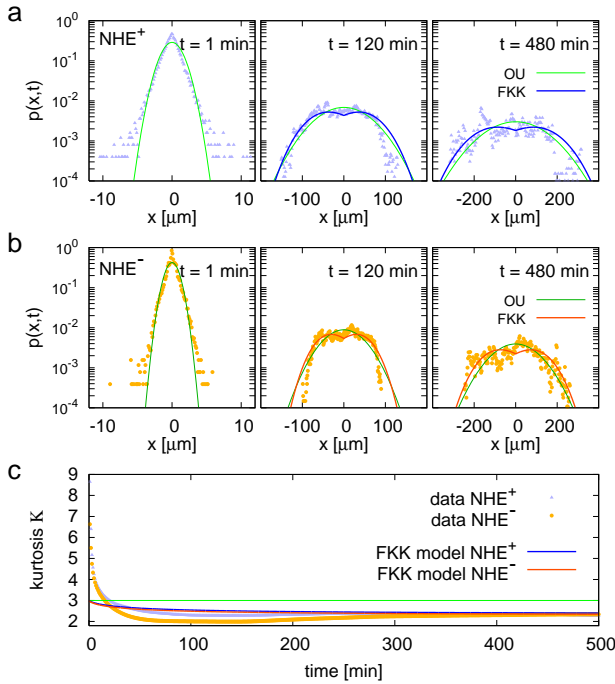 a
NHE+ t = 1 min t = 120 min t = 480 min
OU
FKK
p(x,t)
10^0
10^-1
10^-2
10^-3
10^-4
-10 0 10 -100 0 100 -200 0 200
x [μm] x [μm] x [μm]
b
NHE- t = 1 min t = 120 min t = 480 min
OU
FKK
p(x,t)
10^0
10^-1
10^-2
10^-3
10^-4
-10 0 10 -100 0 100 -200 0 200
x [μm] x [μm] x [μm]
c
kurtosis K
9
8
7
6
5
4
3
2
data NHE+
data NHE-
FKK model NHE+
FKK model NHE-
0 100 200 300 400 500
time [min]